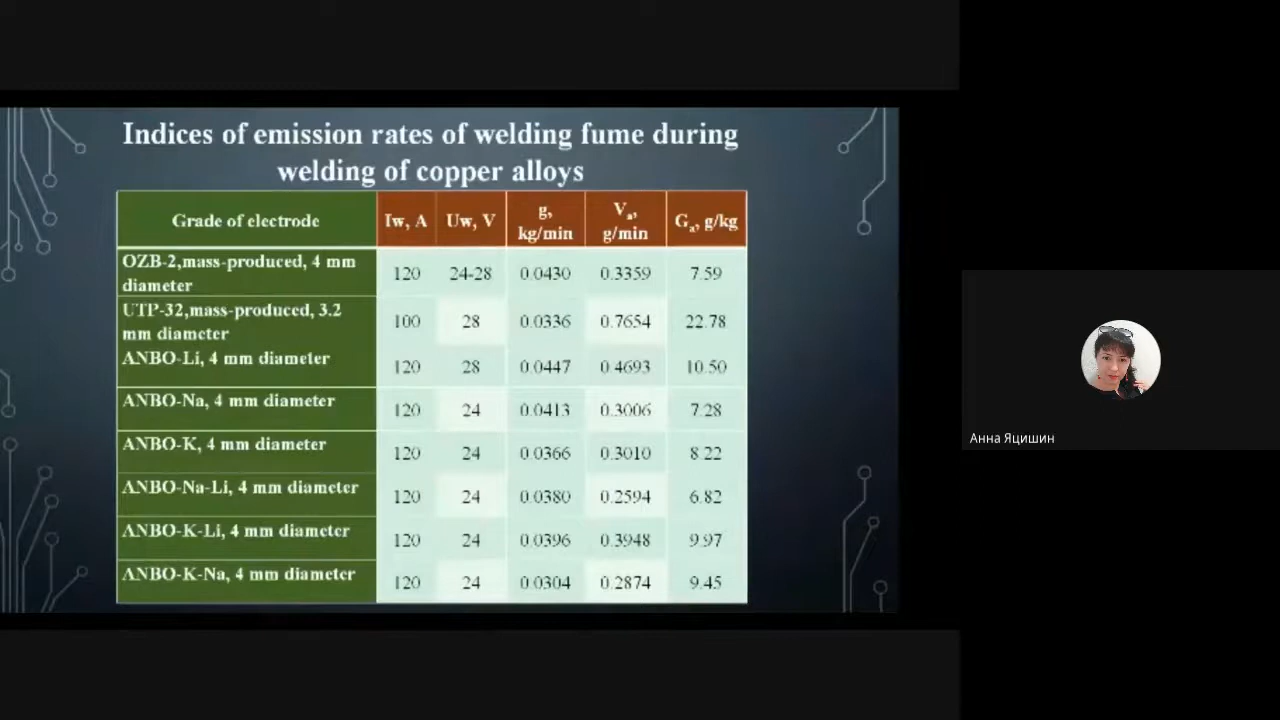 Indices of emission rates of welding fume during
welding of copper alloys
Grade of electrode Iw, A Uw, V g, kg/min Va, g/min Ga, g/kg
OZB-2,mass-produced, 4 mm diameter 120 24-28 0.0430 0.3359 7.59
UTP-32,mass-produced, 3.2 mm diameter 100 28 0.0336 0.7654 22.78
ANBO-Li, 4 mm diameter 120 28 0.0447 0.4693 10.50
ANBO-Na, 4 mm diameter 120 24 0.0413 0.3006 7.28
ANBO-K, 4 mm diameter 120 24 0.0366 0.3010 8.22
ANBO-Na-Li, 4 mm diameter 120 24 0.0380 0.2594 6.82
ANBO-K-Li, 4 mm diameter 120 24 0.0396 0.3948 9.97
ANBO-K-Na, 4 mm diameter 120 24 0.0304 0.2874 9.45
Анна Яцишин